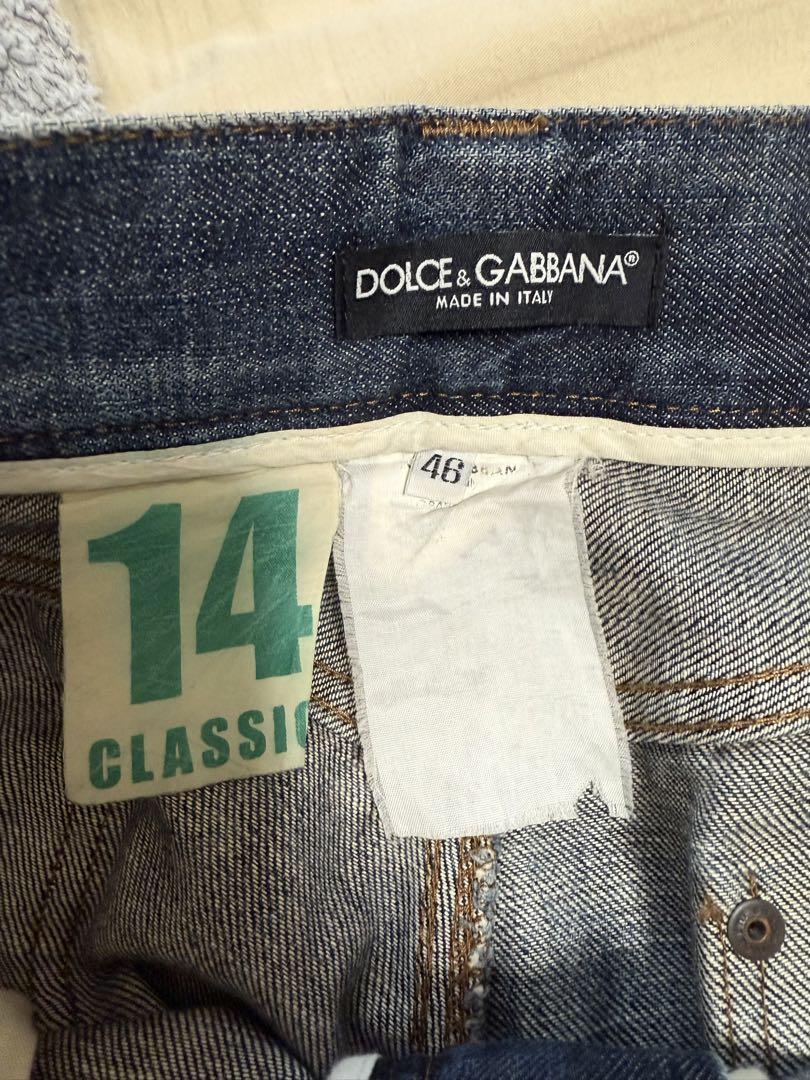 DOLCE & GABBANA®
MADE IN ITALY
46
14
CLASSIC